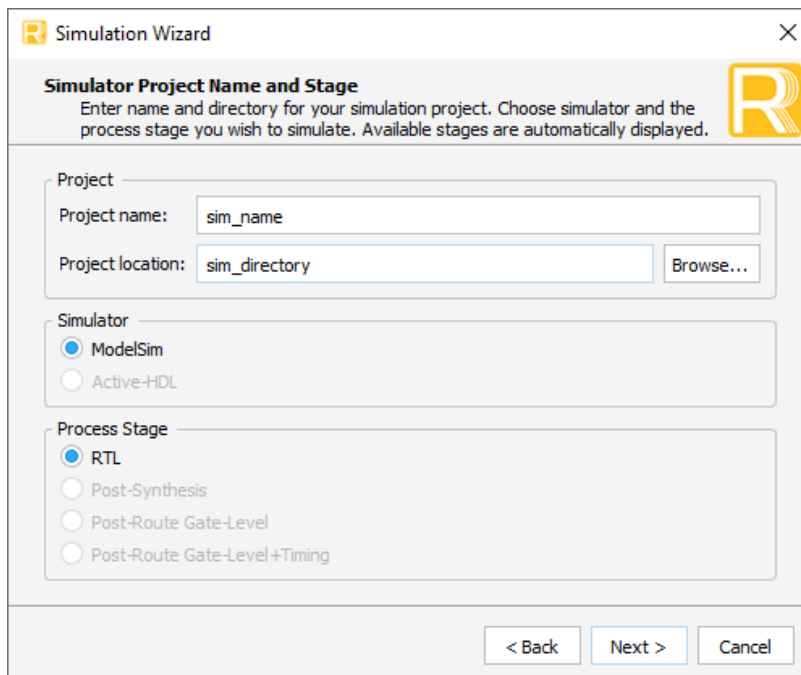 Simulation Wizard
Simulator Project Name and Stage
Enter name and directory for your simulation project. Choose simulator and the
process stage you wish to simulate. Available stages are automatically displayed.
Project
Project name: sim_name
Project location: sim_directory Browse...
Simulator
ModelSim
Active-HDL
Process Stage
RTL
Post-Synthesis
Post-Route Gate-Level
Post-Route Gate-Level+Timing
< Back Next > Cancel